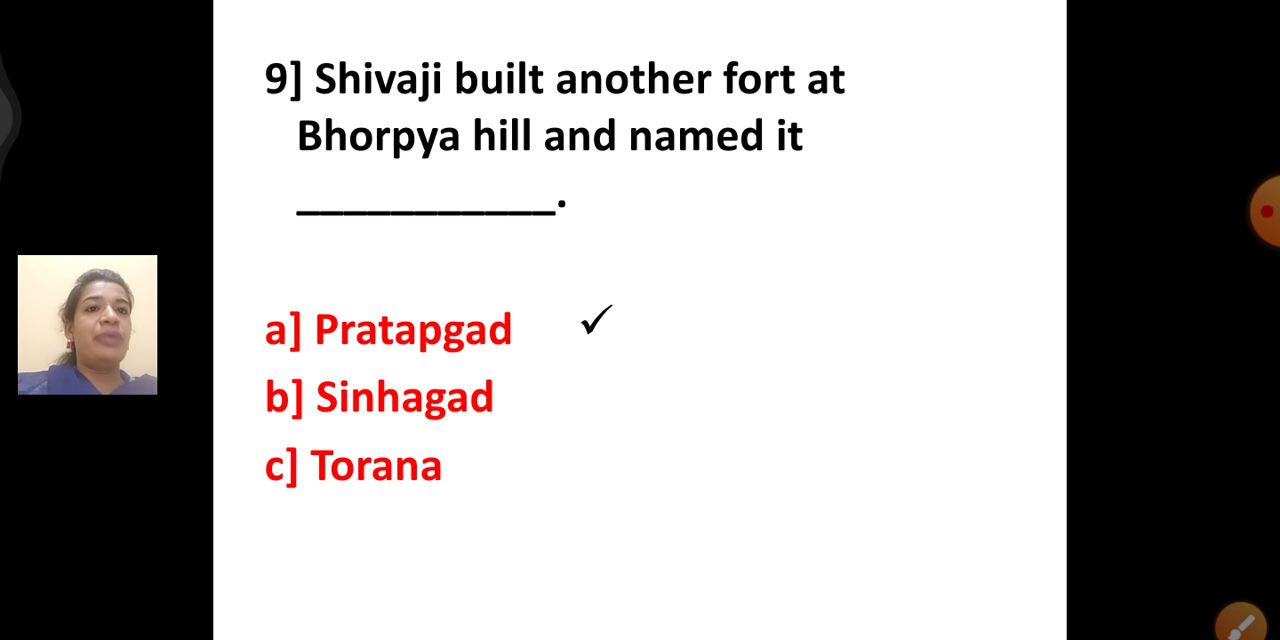 9] Shivaji built another fort at
Bhorpya hill and named it
___________.
a] Pratapgad ✓
b] Sinhagad
c] Torana